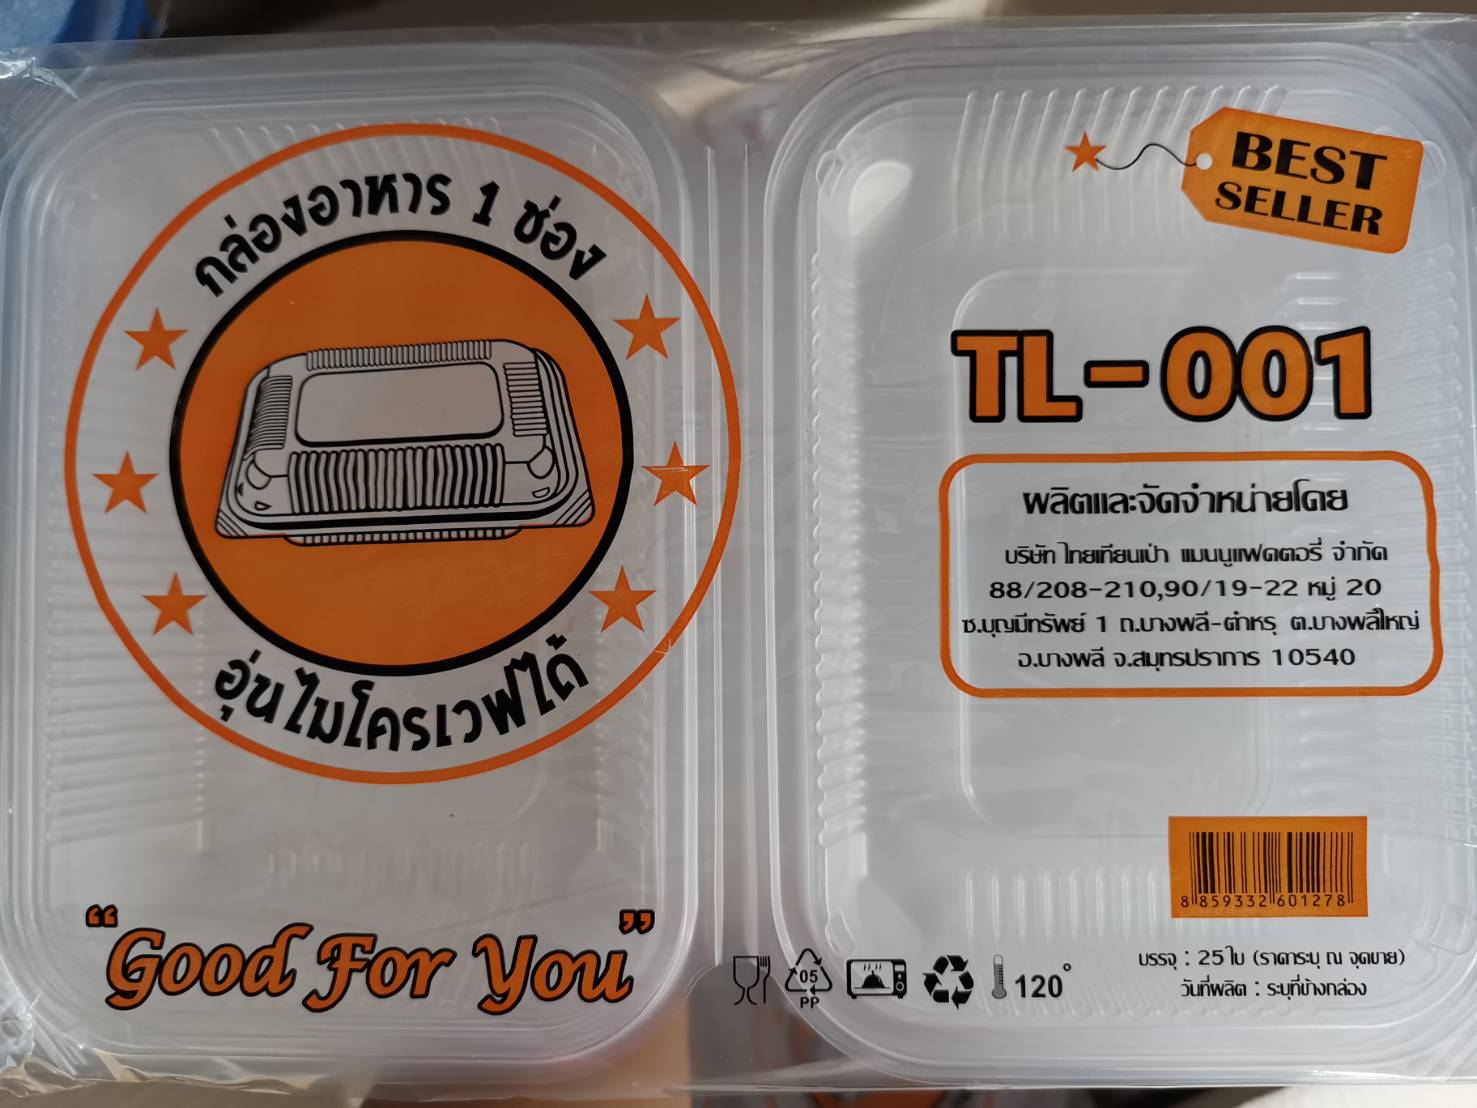 กล่องอาหาร 1 ช่อง
อุ่นไมโครเวฟได้
“Good For You”
BEST
SELLER
TL-001
ผลิตและจัดจำหน่ายโดย
บริษัท ไทยเทียนเป่า แมนนูแฟคตอรี่ จำกัด
88/208-210,90/19-22 หมู่ 20
ซ.บุญมีทรัพย์ 1 ถ.บางพลี-ตำหรุ ต.บางพลีใหญ่
อ.บางพลี จ.สมุทรปราการ 10540
8 859332 601278
05
PP
120°
บรรจุ : 25 ใบ (ราคาระบุ ณ จุดขาย)
วันที่ผลิต : ระบุที่ข้างกล่อง